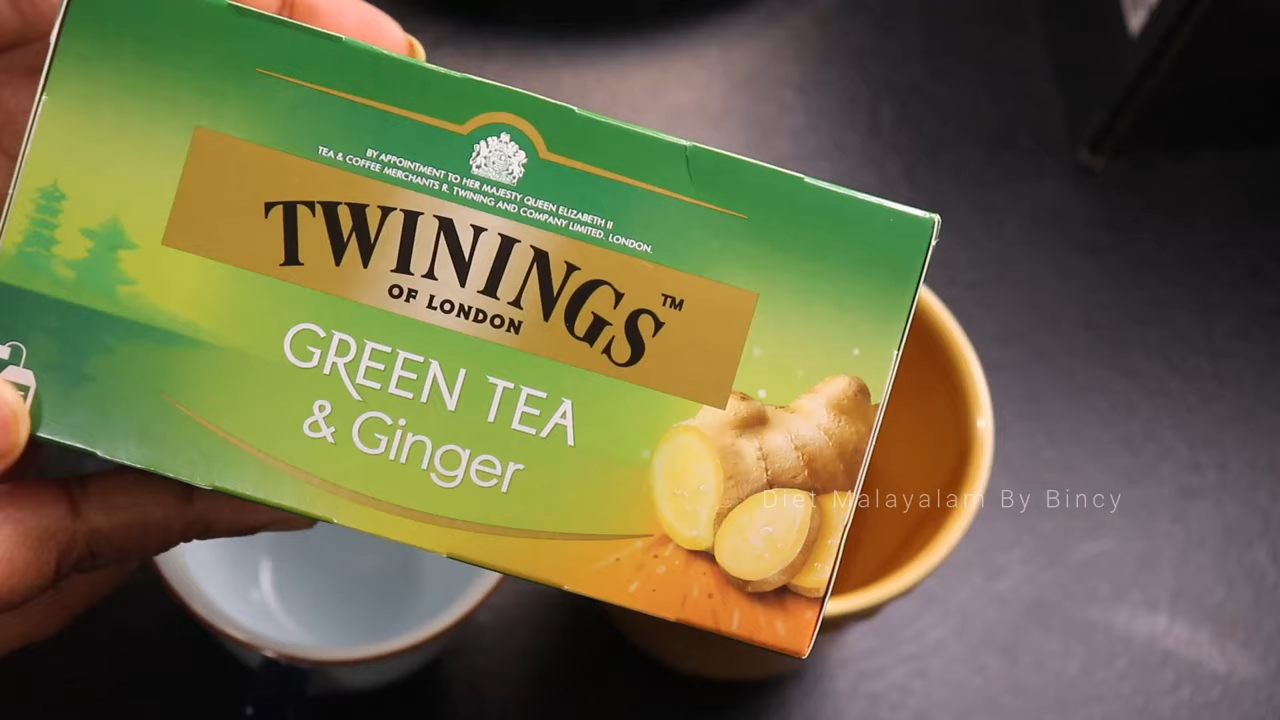 BY APPOINTMENT TO HER MAJESTY QUEEN ELIZABETH II
TEA & COFFEE MERCHANTS R. TWINING AND COMPANY LIMITED. LONDON.
TWININGS™
OF LONDON
GREEN TEA
& Ginger
Diet Malayalam By Bincy